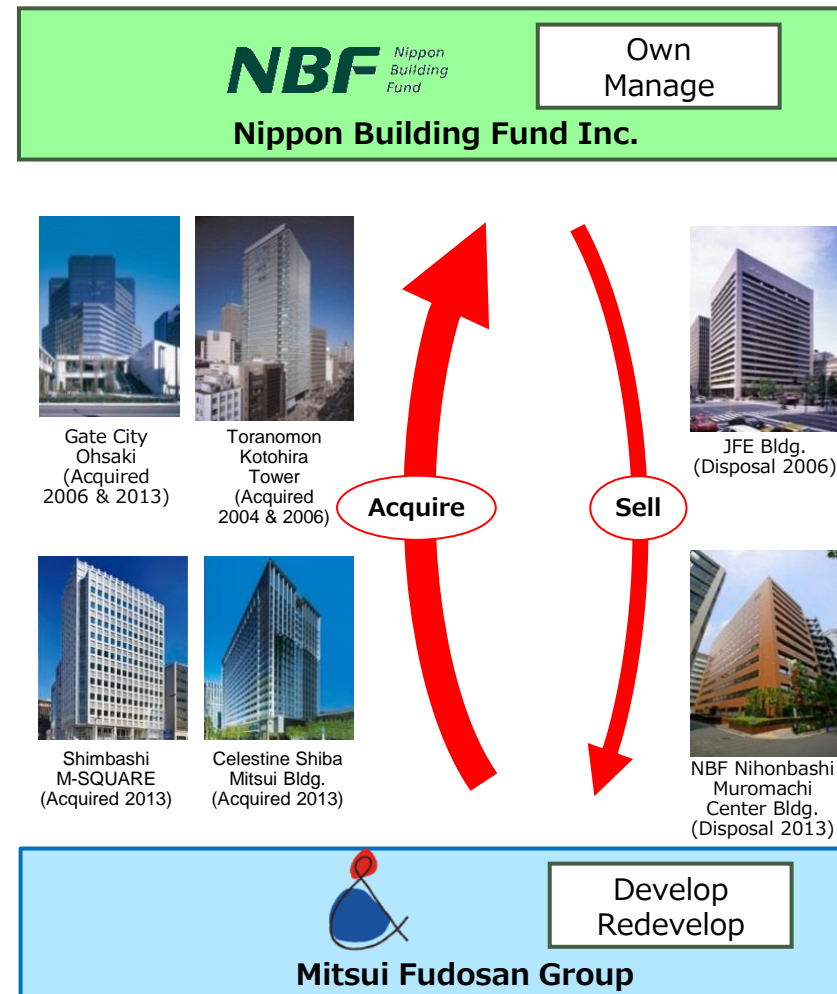 NBF
Nippon
Building
Fund
Own
Manage
Nippon Building Fund Inc.
Gate City
Ohsaki
(Acquired
2006 & 2013)
Toranomon
Kotohira
Tower
(Acquired
2004 & 2006)
Acquire
Sell
JFE Bldg.
(Disposal 2006)
Shimbashi
M-SQUARE
(Acquired 2013)
Celestine Shiba
Mitsui Bldg.
(Acquired 2013)
NBF Nihonbashi
Muromachi
Center Bldg.
(Disposal 2013)
Develop
Redevelop
Mitsui Fudosan Group